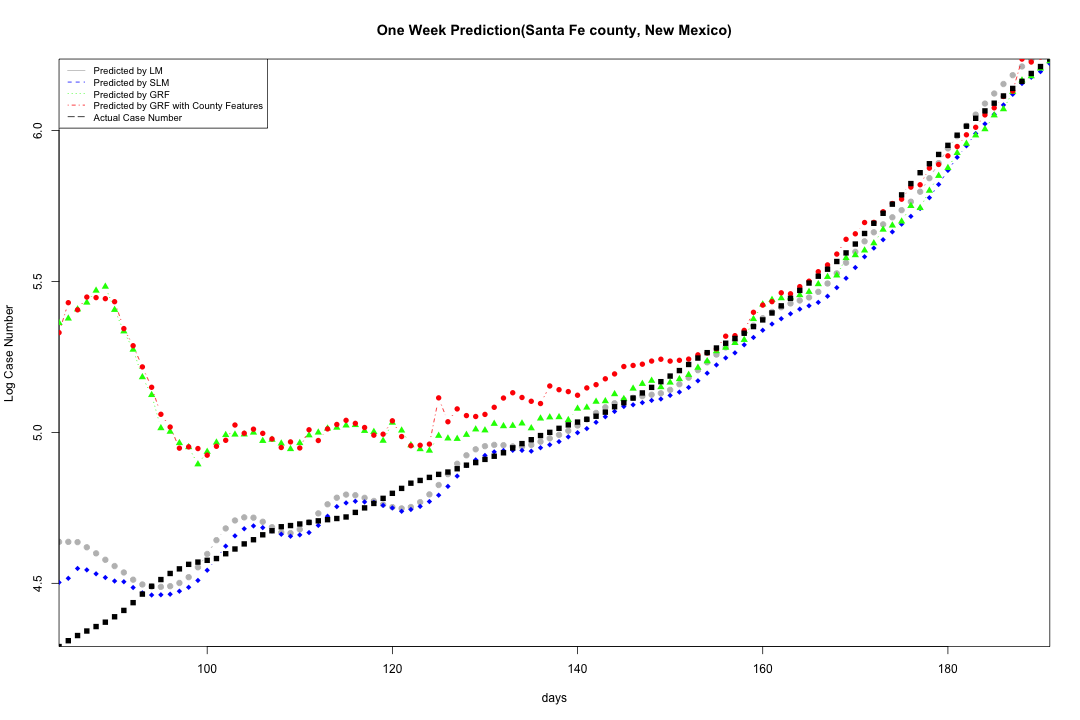 One Week Prediction(Santa Fe county, New Mexico)
Predicted by LM
Predicted by SLM
Predicted by GRF
Predicted by GRF with County Features
Actual Case Number
6.0
5.5
5.0
4.5
Log Case Number
100 120 140 160 180
days